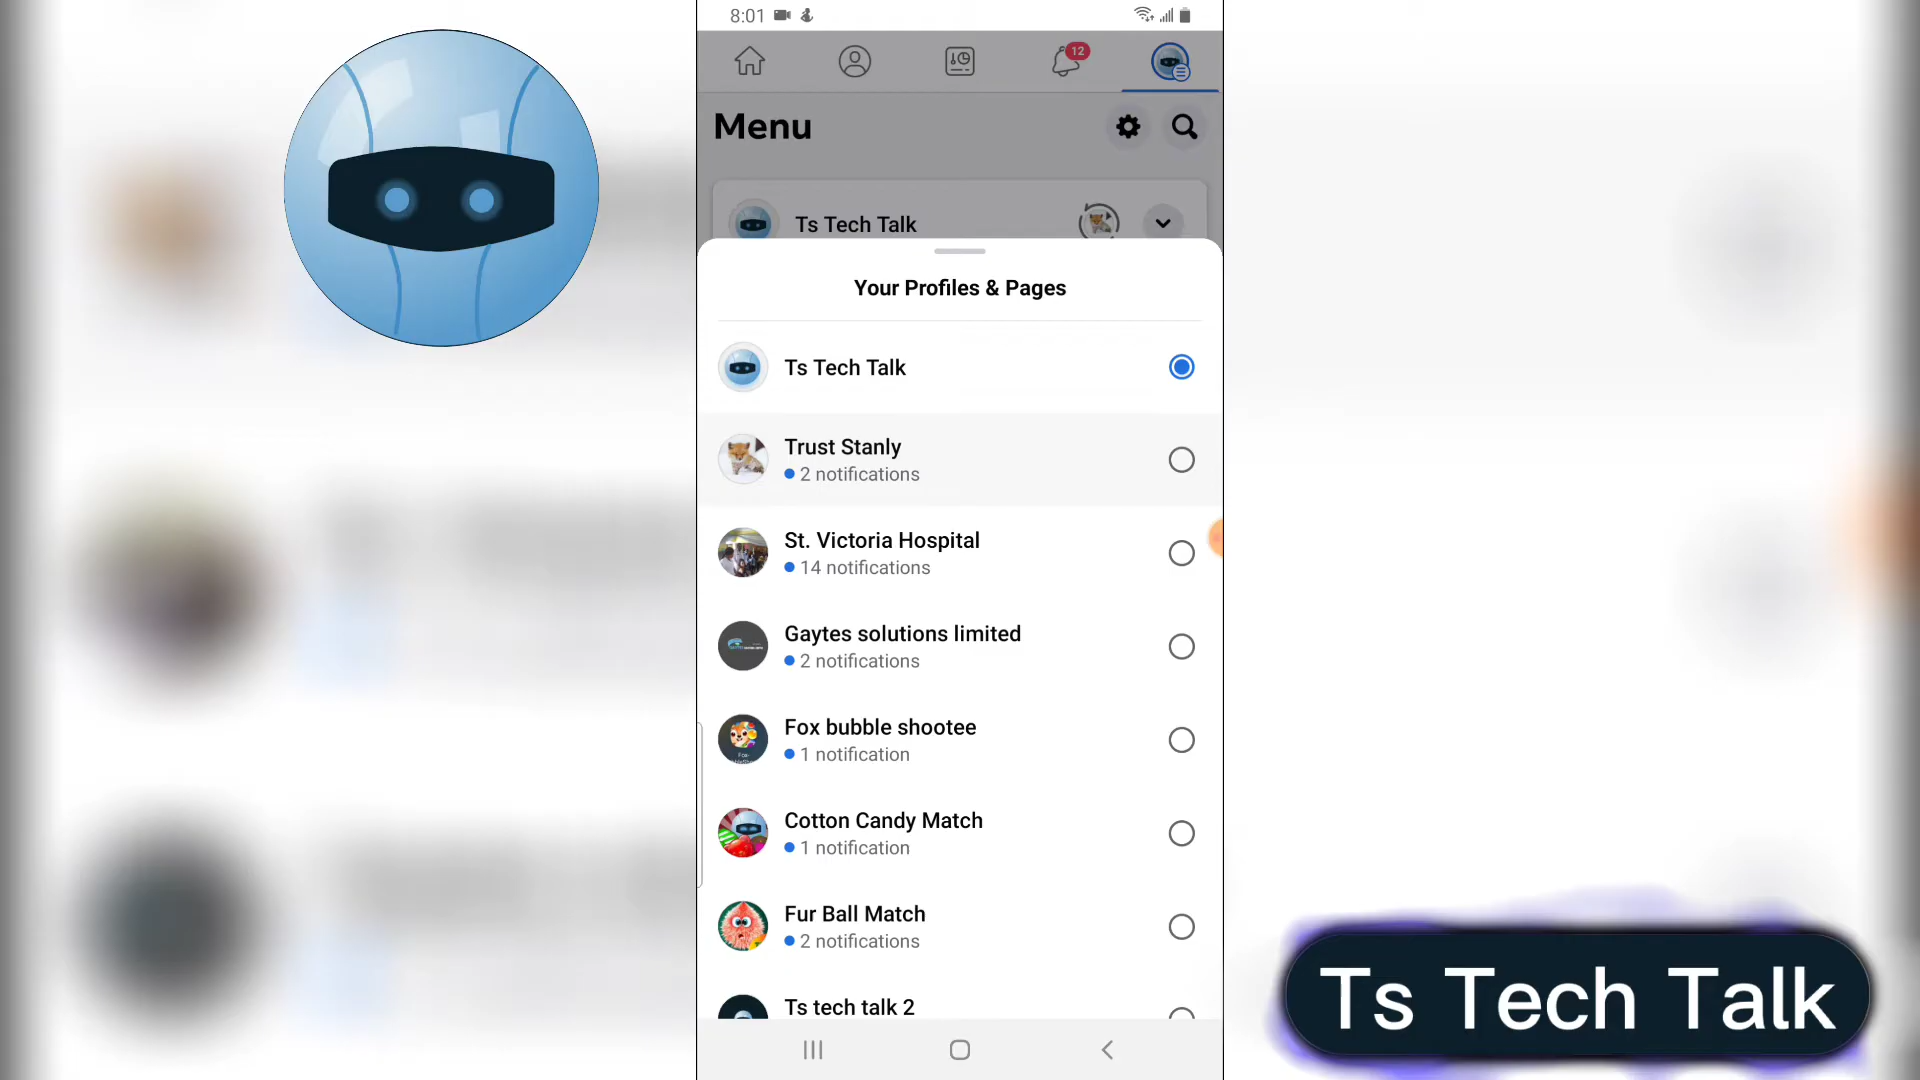 8:01
12
Menu
Ts Tech Talk
Your Profiles & Pages
Ts Tech Talk
Trust Stanly
2 notifications
St. Victoria Hospital
14 notifications
Gaytes solutions limited
2 notifications
Fox bubble shootee
1 notification
Cotton Candy Match
1 notification
Fur Ball Match
2 notifications
Ts tech talk 2
Ts Tech Talk